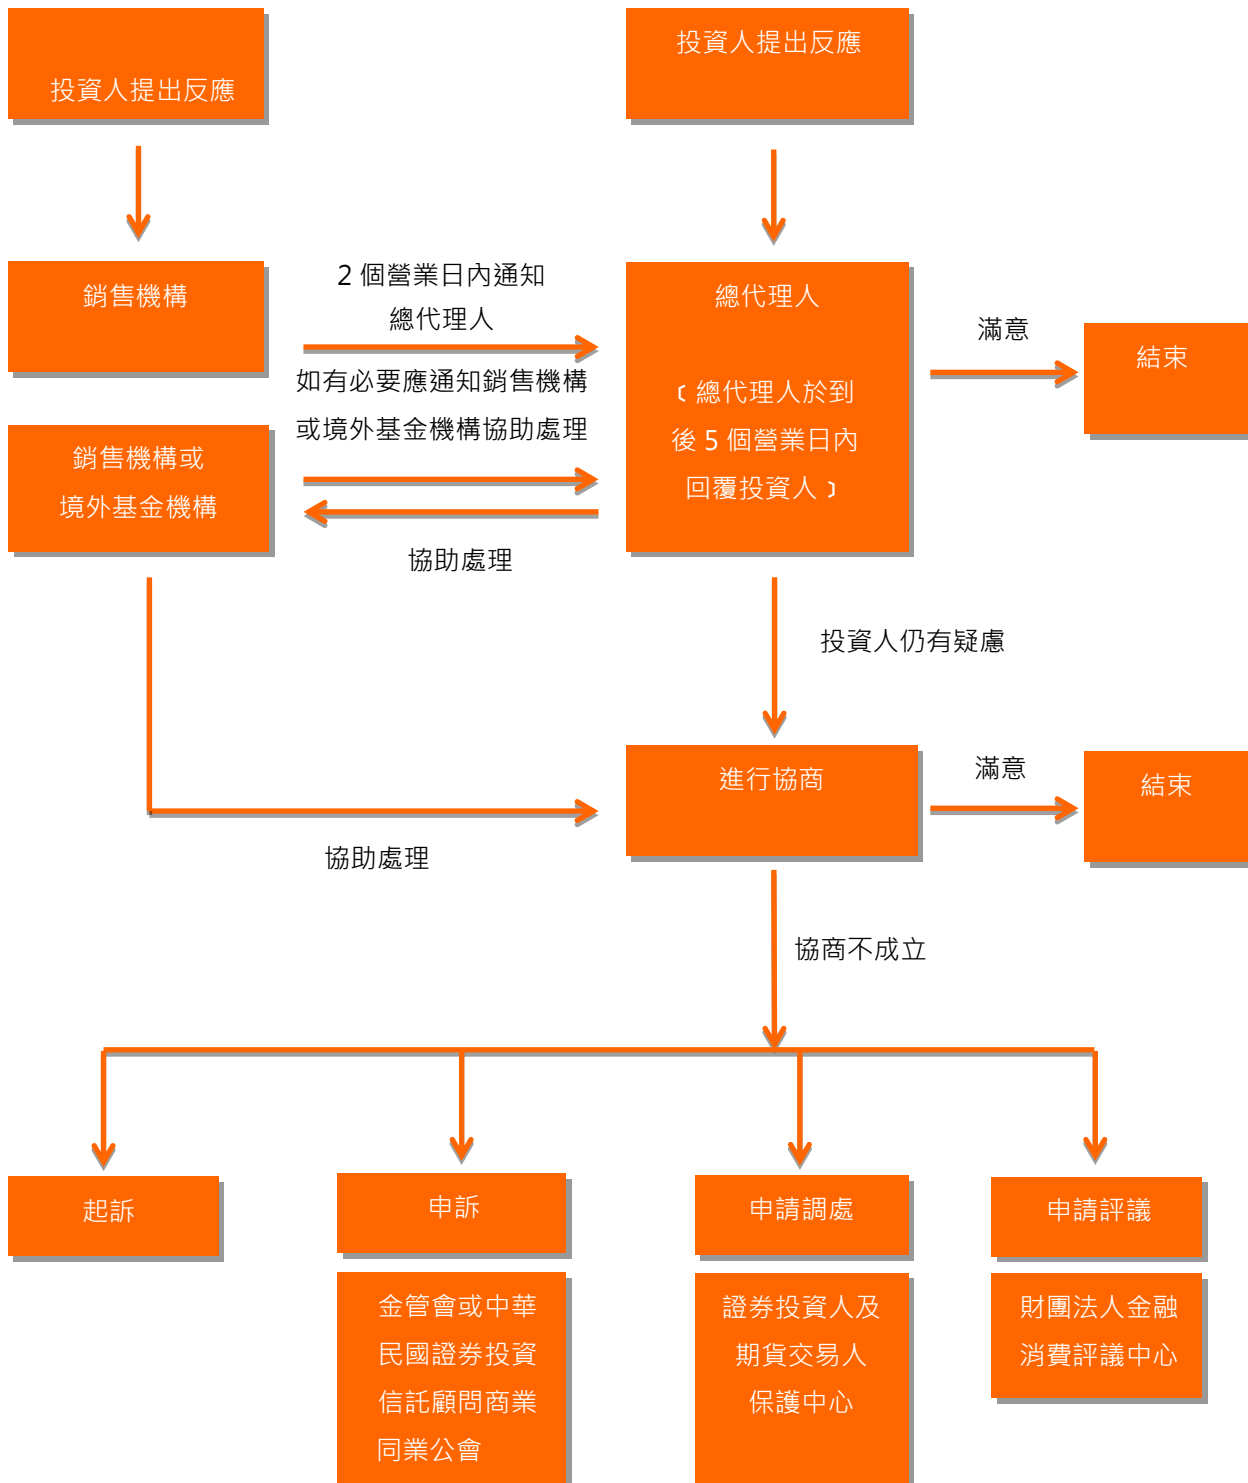 投資人提出反應
投資人提出反應
銷售機構
2 個營業日內通知
總代理人
總代理人
滿意
結束
如有必要應通知銷售機構
或境外基金機構協助處理
﹝總代理人於到
後 5 個營業日內
回覆投資人﹞
銷售機構或
境外基金機構
協助處理
投資人仍有疑慮
進行協商
滿意
結束
協助處理
協商不成立
起訴
申訴
申請調處
申請評議
金管會或中華
民國證券投資
信託顧問商業
同業公會
證券投資人及
期貨交易人
保護中心
財團法人金融
消費評議中心